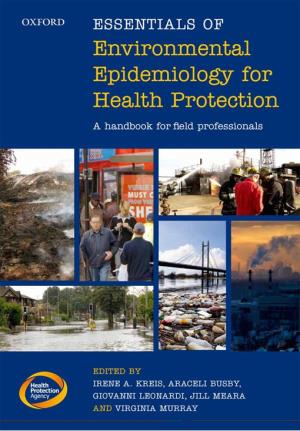 OXFORD
ESSENTIALS OF
Environmental
Epidemiology for
Health Protection
A handbook for field professionals
EDITED BY
IRENE A. KREIS, ARACELI BUSBY,
GIOVANNI LEONARDI, JILL MEARA
AND VIRGINIA MURRAY
Health
Protection
Agency